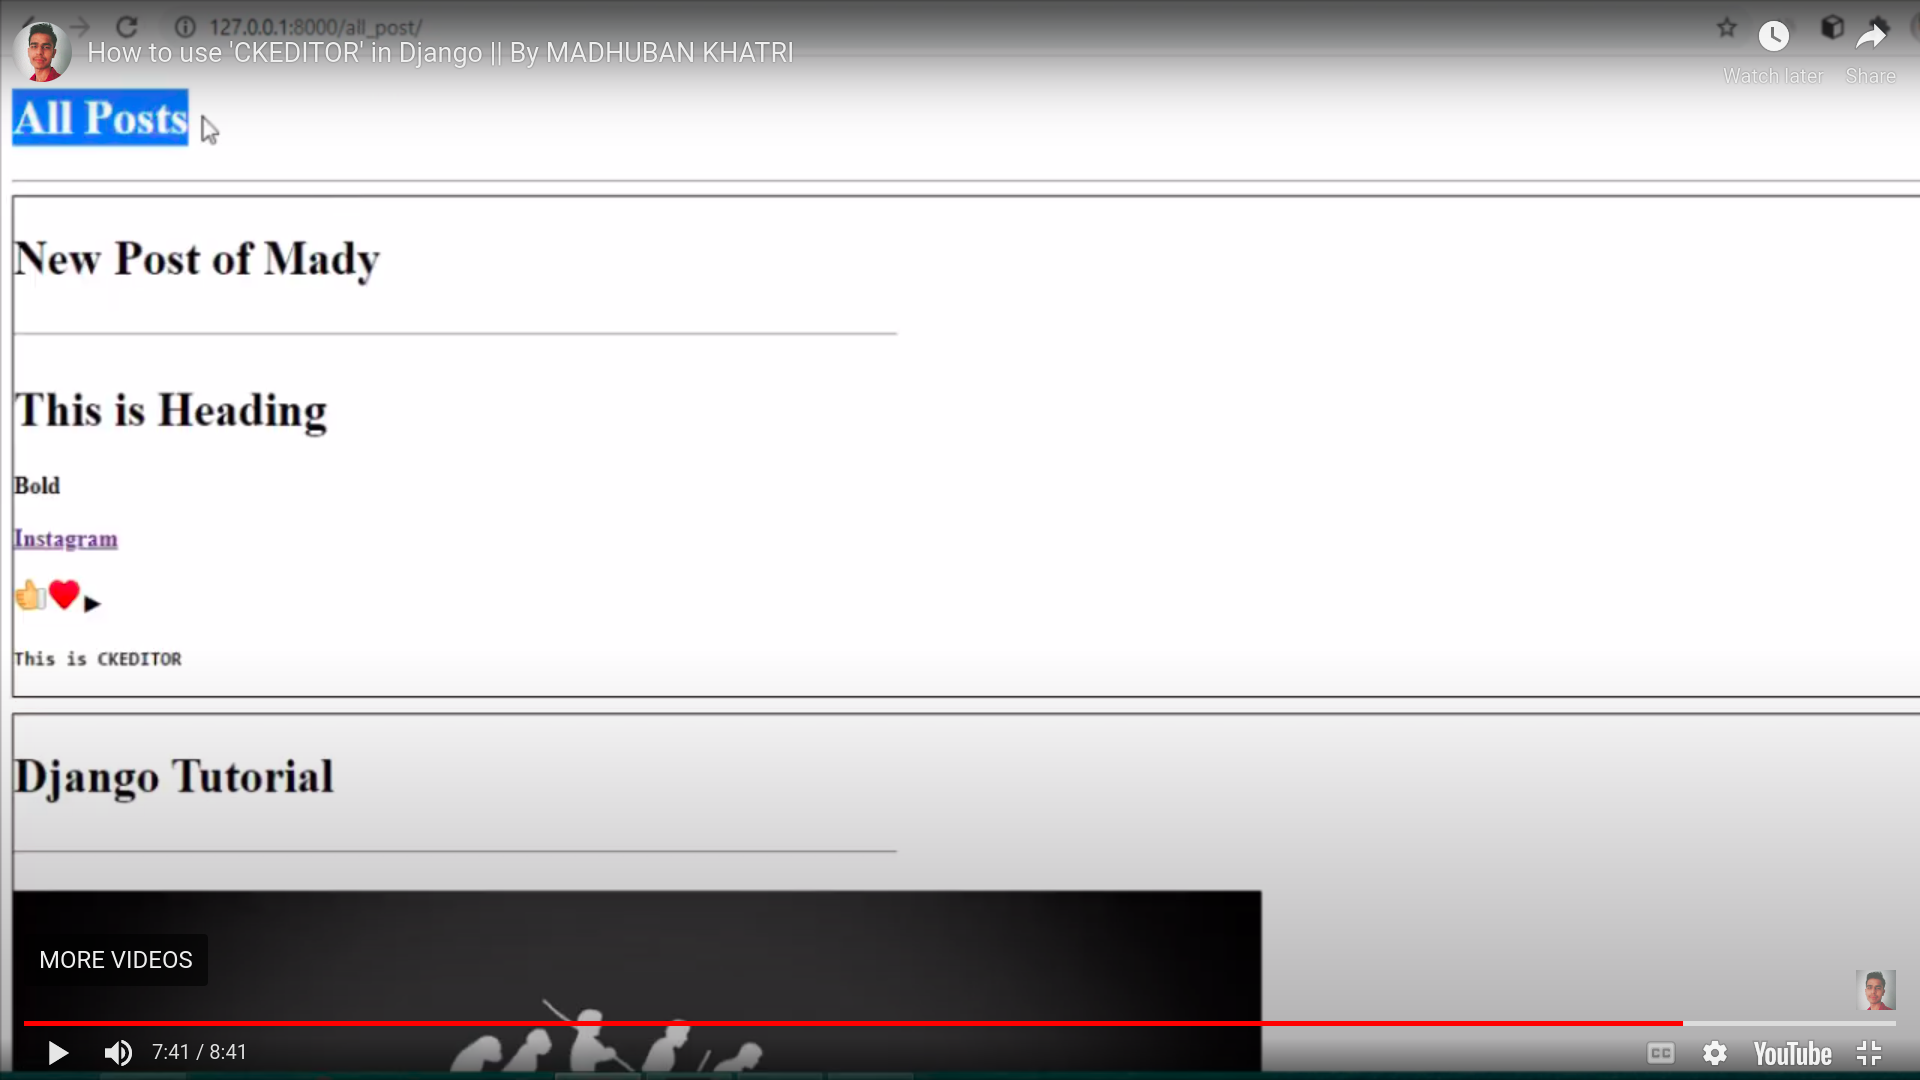 127.0.0.1:8000/all_post/
How to use 'CKEDITOR' in Django || By MADHUBAN KHATRI
Watch later Share
All Posts
New Post of Mady
This is Heading
Bold
Instagram
This is CKEDITOR
Django Tutorial
MORE VIDEOS
7:41 / 8:41
CC
YouTube